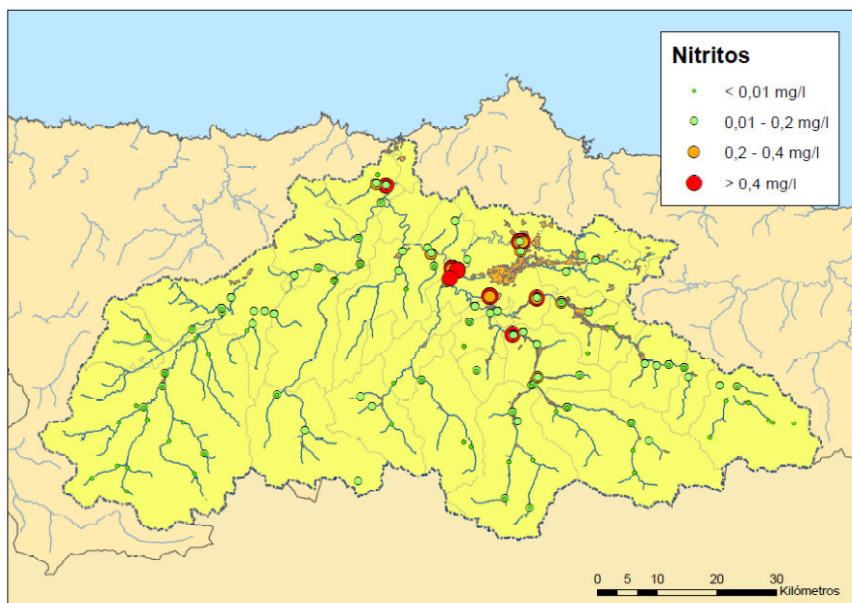 Nitritos
< 0,01 mg/l
0,01 - 0,2 mg/l
0,2 - 0,4 mg/l
> 0,4 mg/l
0 3 5 10 20 30
Kilómetros